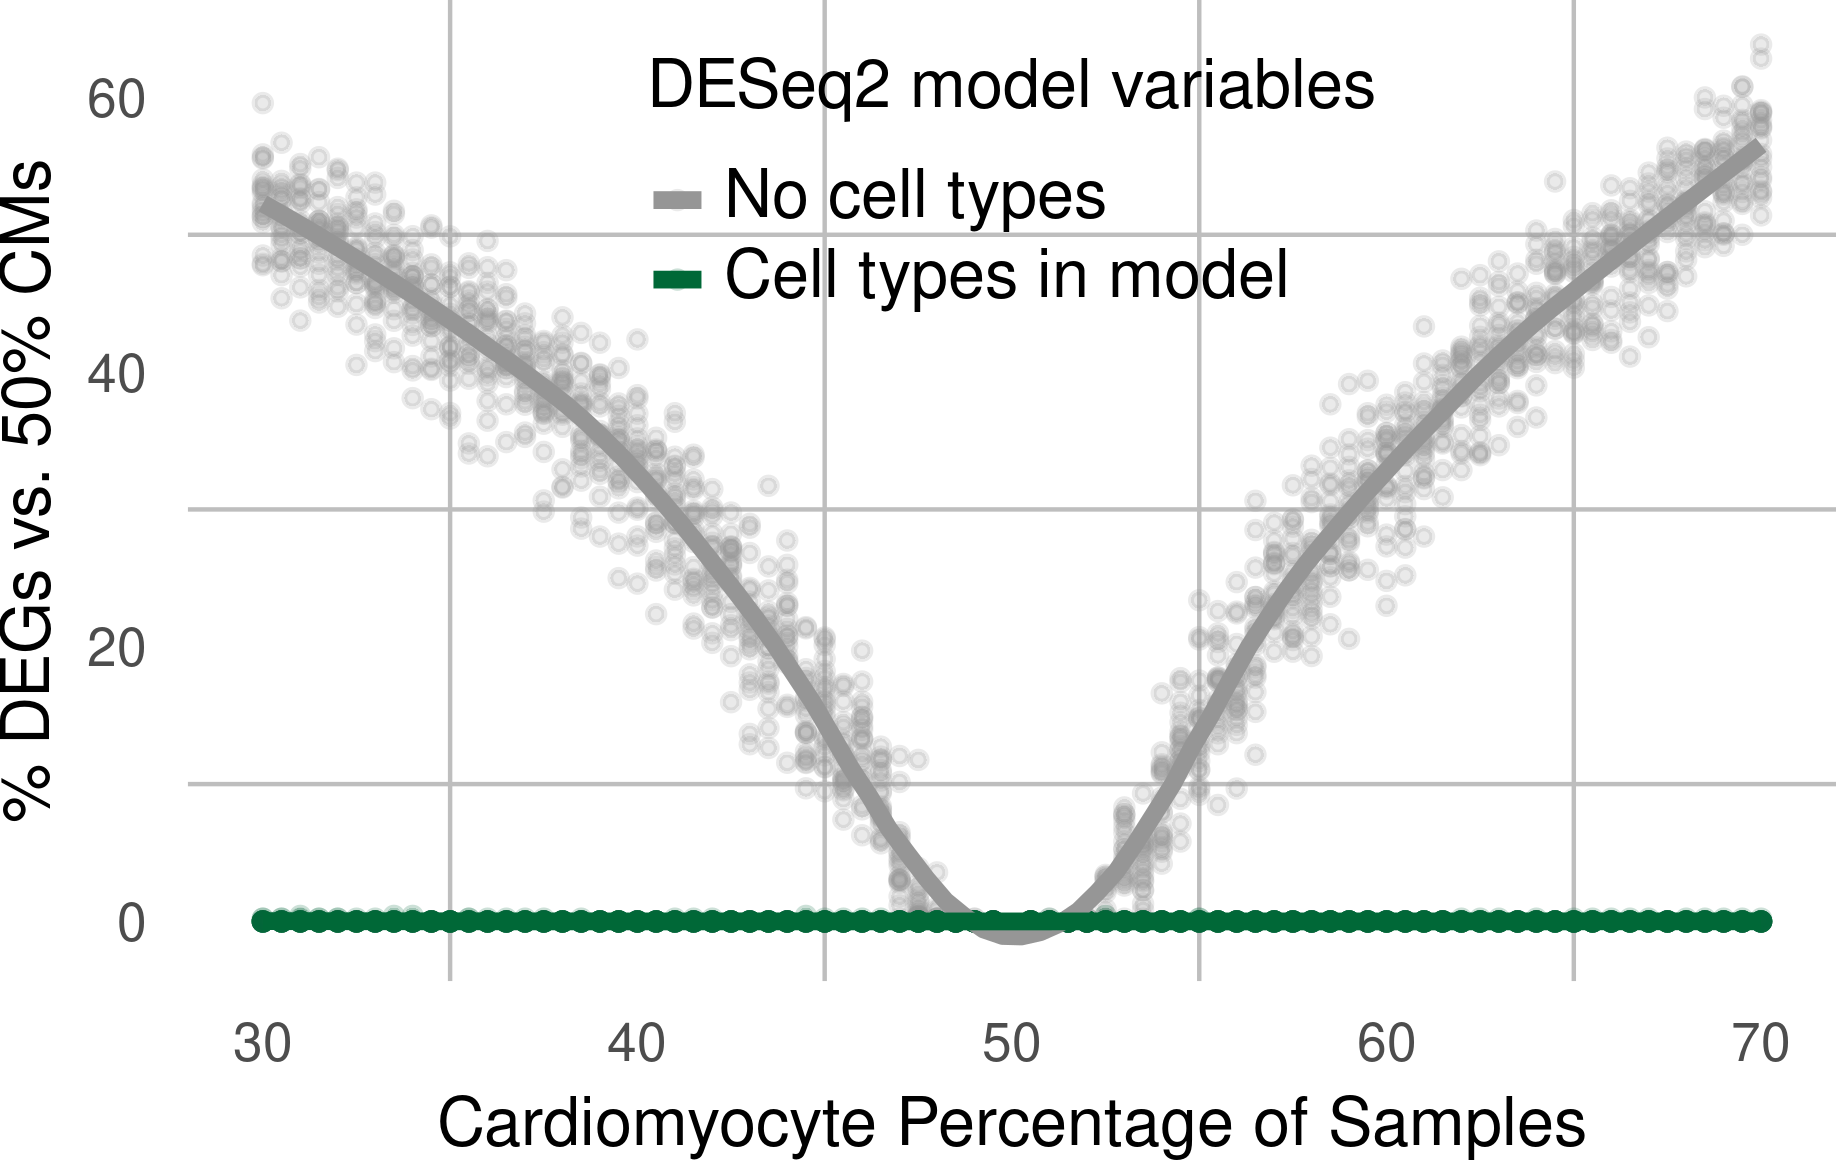 DESeq2 model variables
No cell types
Cell types in model
% DEGs vs. 50% CMs
60
40
20
0
30 40 50 60 70
Cardiomyocyte Percentage of Samples